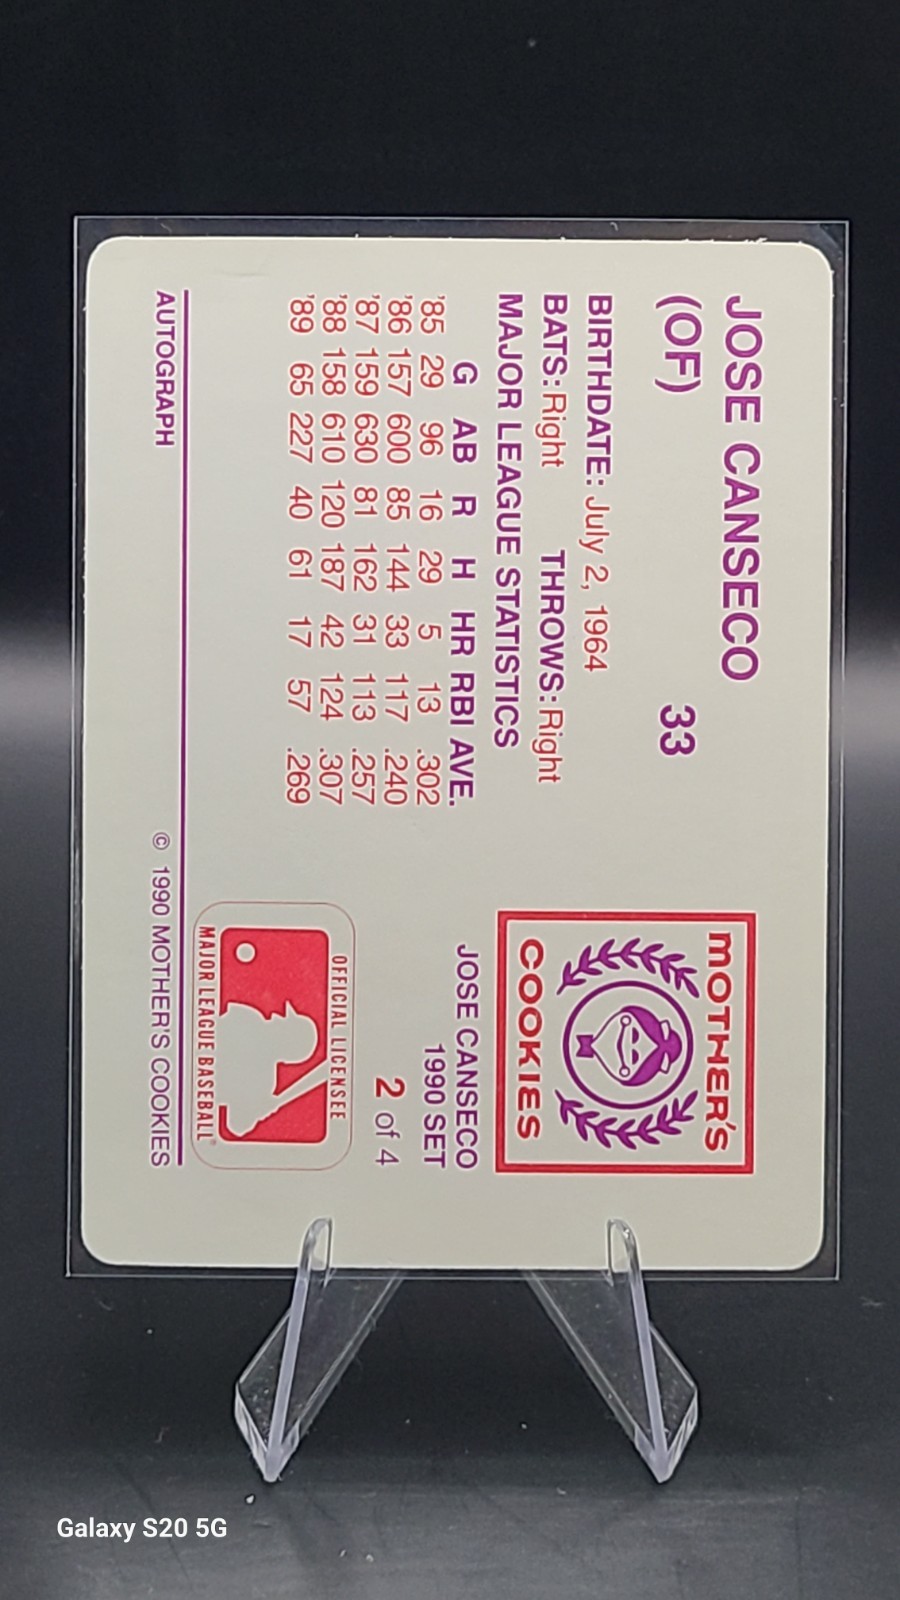 JOSE CANSECO
(OF) 33
BIRTHDATE: July 2, 1964
BATS: Right THROWS: Right
MAJOR LEAGUE STATISTICS
G AB R H HR RBI AVE.
'85 29 96 16 29 5 13 .302
'86 157 600 85 144 33 117 .240
'87 159 630 81 162 31 113 .257
'88 158 610 120 187 42 124 .307
'89 65 227 40 61 17 57 .269
MOTHER'S
COOKIES
JOSE CANSECO
1990 SET
2 of 4
OFFICIAL LICENSEE
MAJOR LEAGUE BASEBALL®
AUTOGRAPH
© 1990 MOTHER'S COOKIES
Galaxy S20 5G